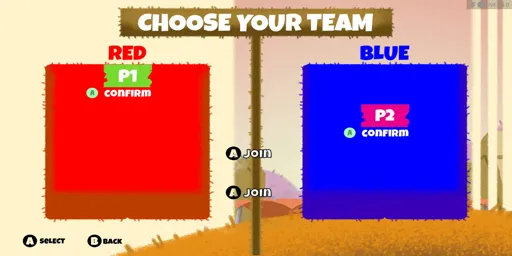 CHOOSE YOUR TEAM
RED
BLUE
P1
A CONFIRM
P2
A CONFIRM
A JOIN
A JOIN
A SELECT
B BACK